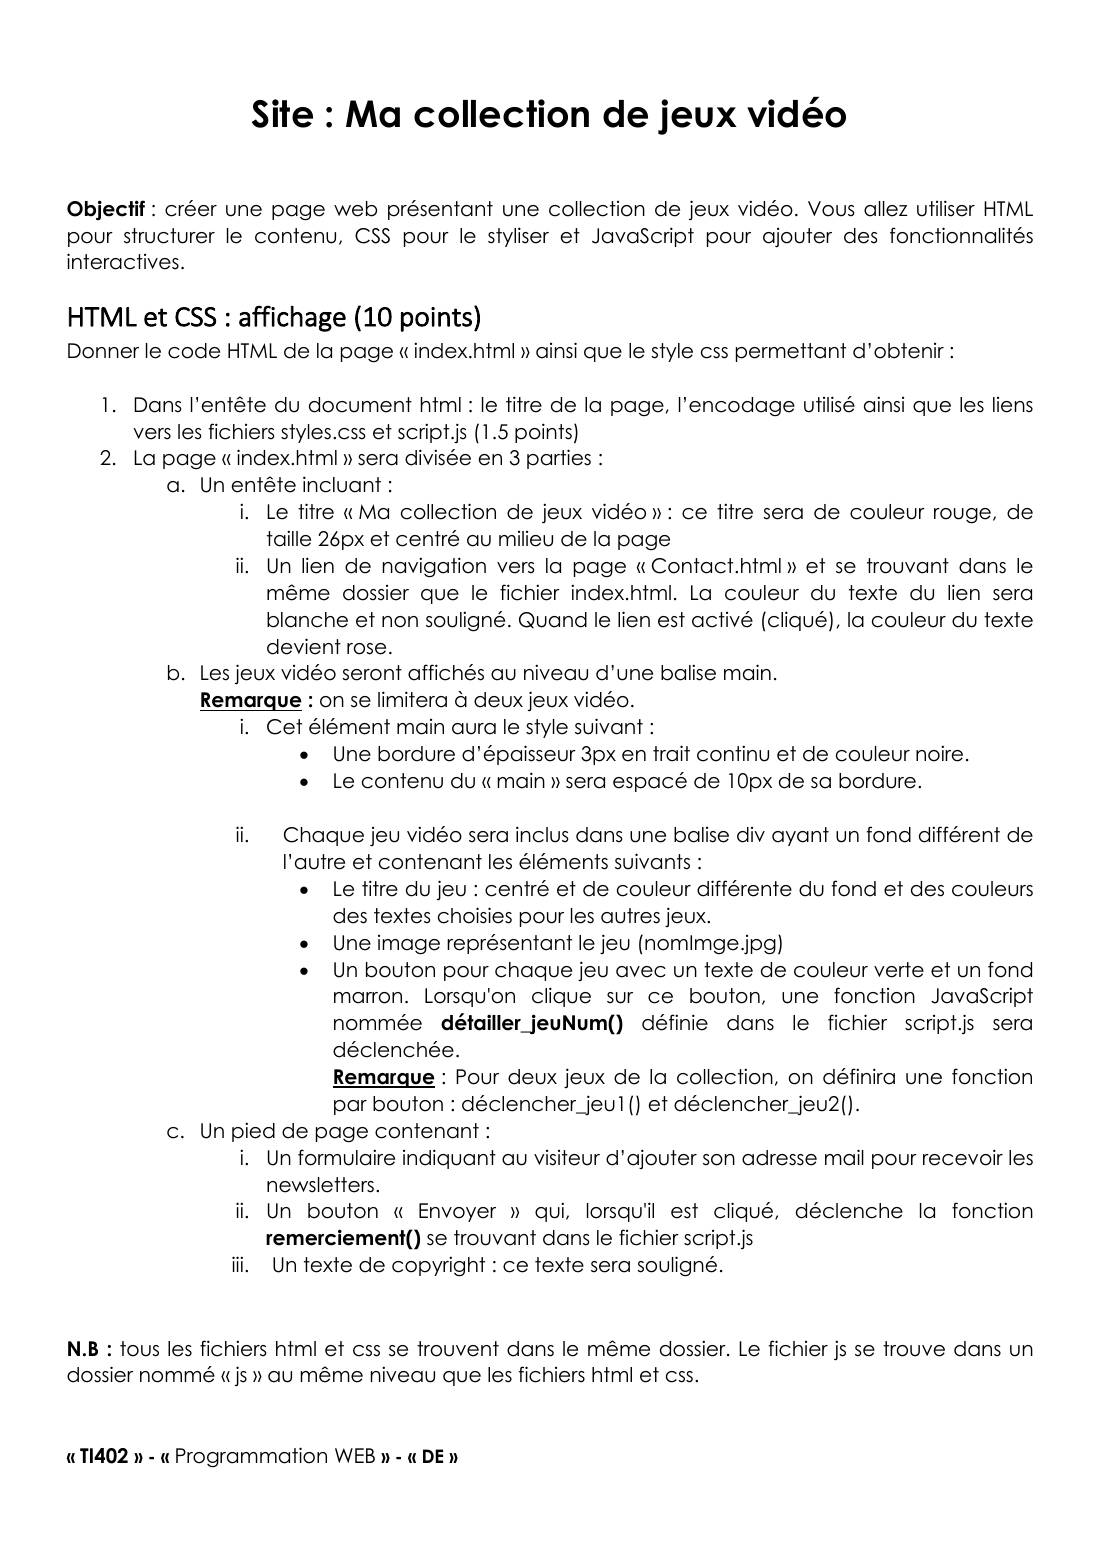 Site : Ma collection de jeux vidéo
Objectif : créer une page web présentant une collection de jeux vidéo. Vous allez utiliser HTML
pour structurer le contenu, CSS pour le styliser et JavaScript pour ajouter des fonctionnalités
interactives.
HTML et CSS : affichage (10 points)
Donner le code HTML de la page « index.html » ainsi que le style css permettant d'obtenir :
1. Dans l'entête du document html : le titre de la page, l'encodage utilisé ainsi que les liens
vers les fichiers styles.css et script.js (1.5 points)
2. La page « index.html » sera divisée en 3 parties :
a. Un entête incluant :
i. Le titre « Ma collection de jeux vidéo » : ce titre sera de couleur rouge, de
taille 26px et centré au milieu de la page
ii. Un lien de navigation vers la page « Contact.html » et se trouvant dans le
même dossier que le fichier index.html. La couleur du texte du lien sera
blanche et non souligné. Quand le lien est activé (cliqué), la couleur du texte
devient rose.
b. Les jeux vidéo seront affichés au niveau d'une balise main.
Remarque : on se limitera à deux jeux vidéo.
i. Cet élément main aura le style suivant :
• Une bordure d'épaisseur 3px en trait continu et de couleur noire.
• Le contenu du « main » sera espacé de 10px de sa bordure.
ii. Chaque jeu vidéo sera inclus dans une balise div ayant un fond différent de
l'autre et contenant les éléments suivants :
• Le titre du jeu : centré et de couleur différente du fond et des couleurs
des textes choisies pour les autres jeux.
• Une image représentant le jeu (nomImge.jpg)
• Un bouton pour chaque jeu avec un texte de couleur verte et un fond
marron. Lorsqu'on clique sur ce bouton, une fonction JavaScript
nommée détailler_jeuNum() définie dans le fichier script.js sera
déclenchée.
Remarque : Pour deux jeux de la collection, on définira une fonction
par bouton : déclencher_jeu1() et déclencher_jeu2().
c. Un pied de page contenant :
i. Un formulaire indiquant au visiteur d'ajouter son adresse mail pour recevoir les
newsletters.
ii. Un bouton « Envoyer » qui, lorsqu'il est cliqué, déclenche la fonction
remerciement() se trouvant dans le fichier script.js
iii. Un texte de copyright : ce texte sera souligné.
N.B : tous les fichiers html et css se trouvent dans le même dossier. Le fichier js se trouve dans un
dossier nommé « js » au même niveau que les fichiers html et css.
« TI402 » - « Programmation WEB » - « DE »